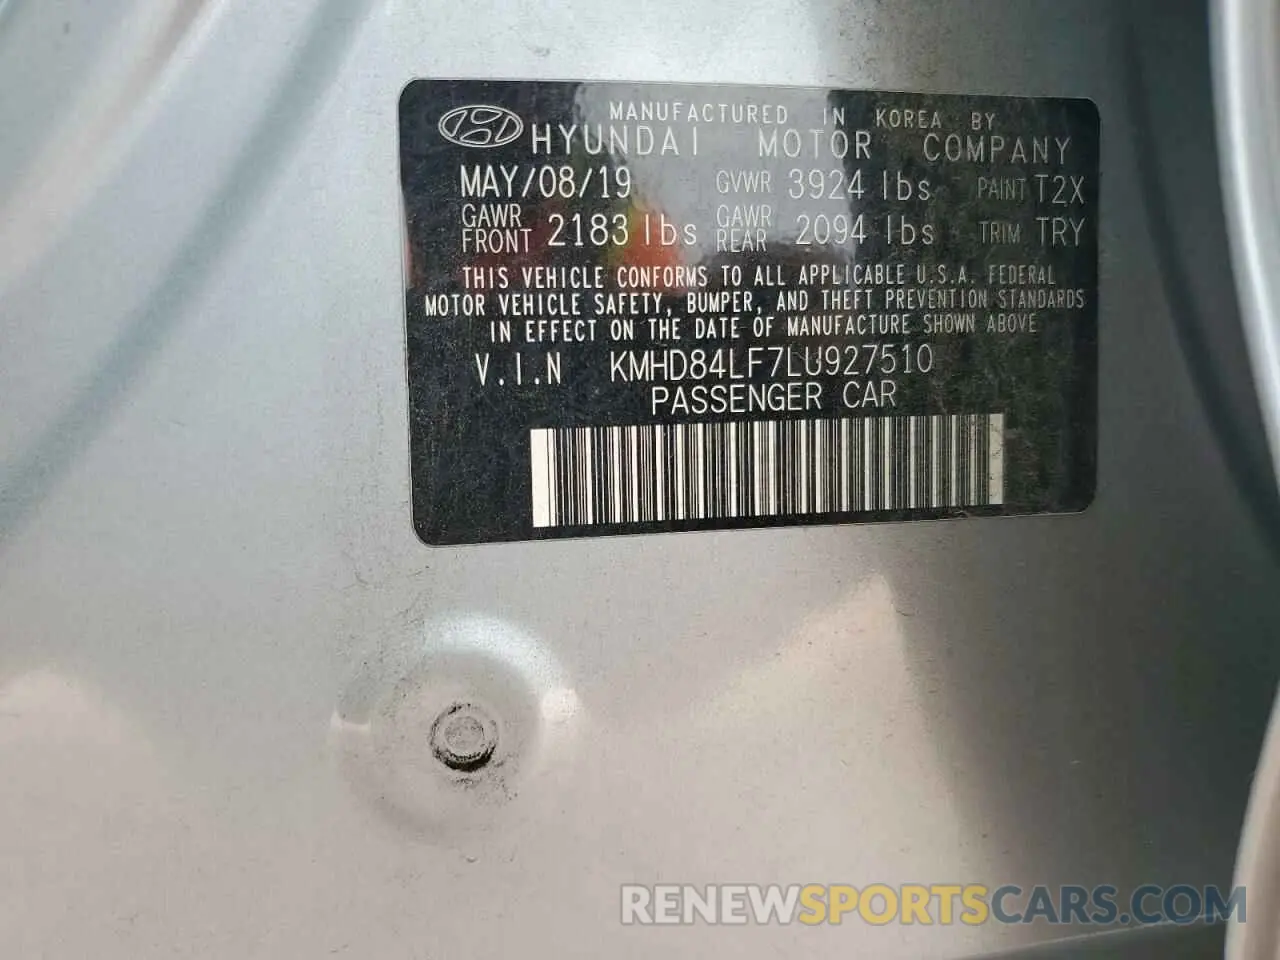 MANUFACTURED IN KOREA BY
HYUNDAI MOTOR COMPANY
MAY/08/19 GVWR 3924 lbs PAINT T2X
GAWR FRONT 2183 lbs GAWR REAR 2094 lbs TRIM TRY
THIS VEHICLE CONFORMS TO ALL APPLICABLE U.S.A. FEDERAL
MOTOR VEHICLE SAFETY, BUMPER, AND THEFT PREVENTION STANDARDS
IN EFFECT ON THE DATE OF MANUFACTURE SHOWN ABOVE
V.I.N KMHD84LF7LU927510
PASSENGER CAR
RENEWSPORTSCARS.COM